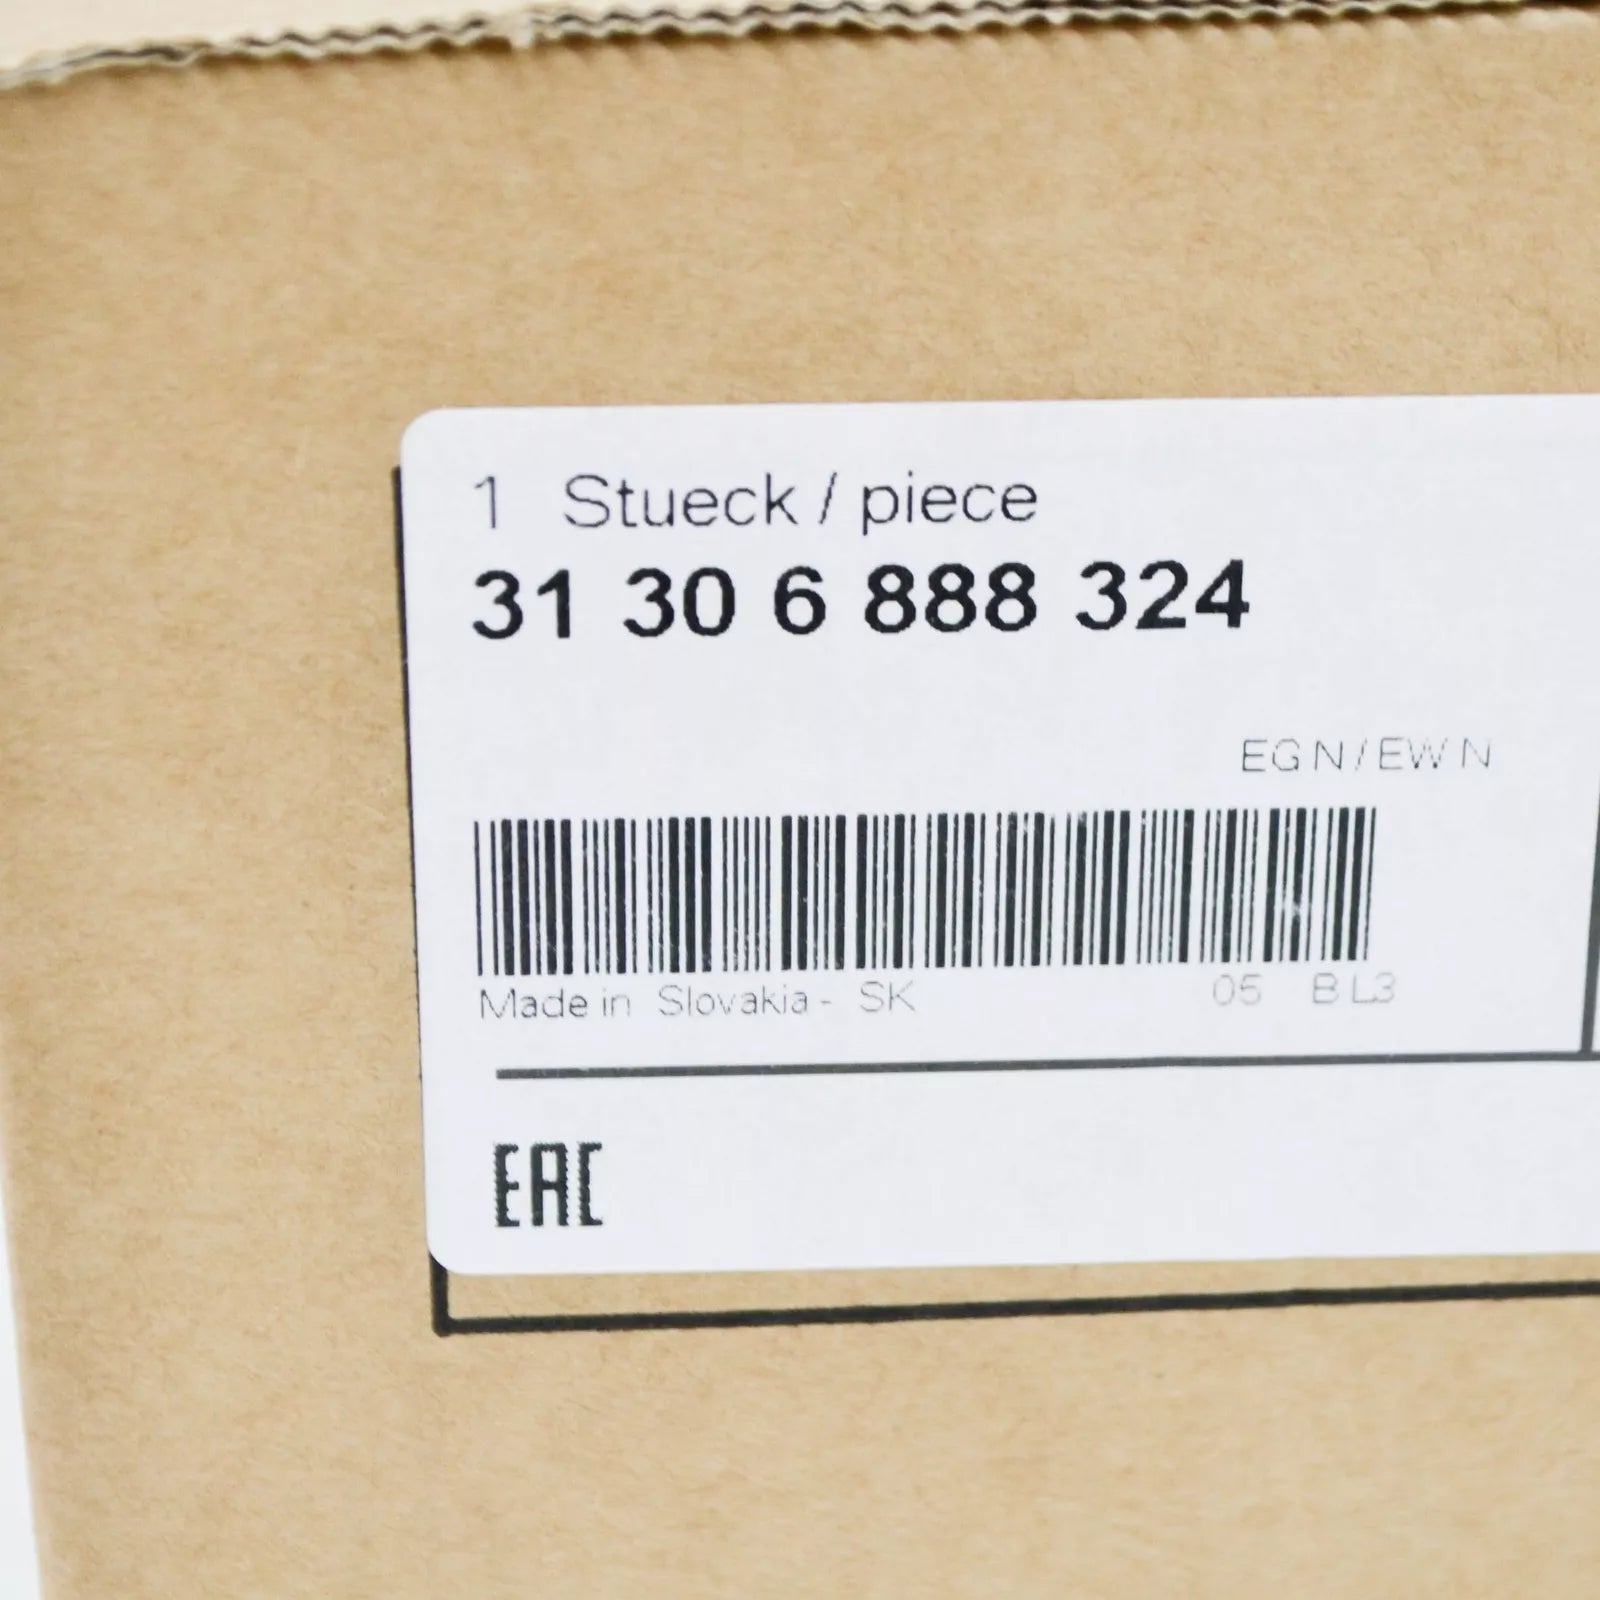 1 Stueck / piece
31 30 6 888 324
EGN/EWN
Made in Slovakia - SK 05 BL3
EAC